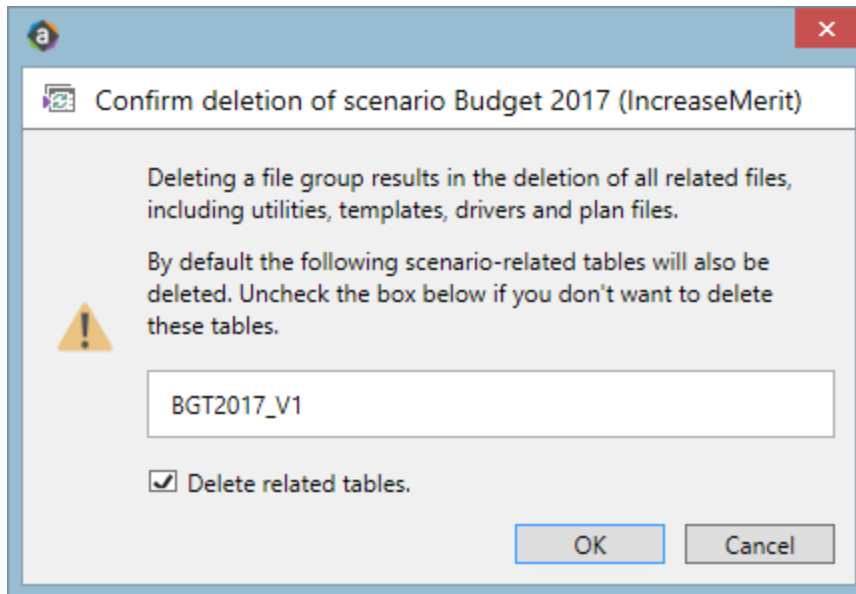 a
Confirm deletion of scenario Budget 2017 (IncreaseMerit)
Deleting a file group results in the deletion of all related files,
including utilities, templates, drivers and plan files.
By default the following scenario-related tables will also be
deleted. Uncheck the box below if you don't want to delete
these tables.
BGT2017_V1
Delete related tables.
OK Cancel